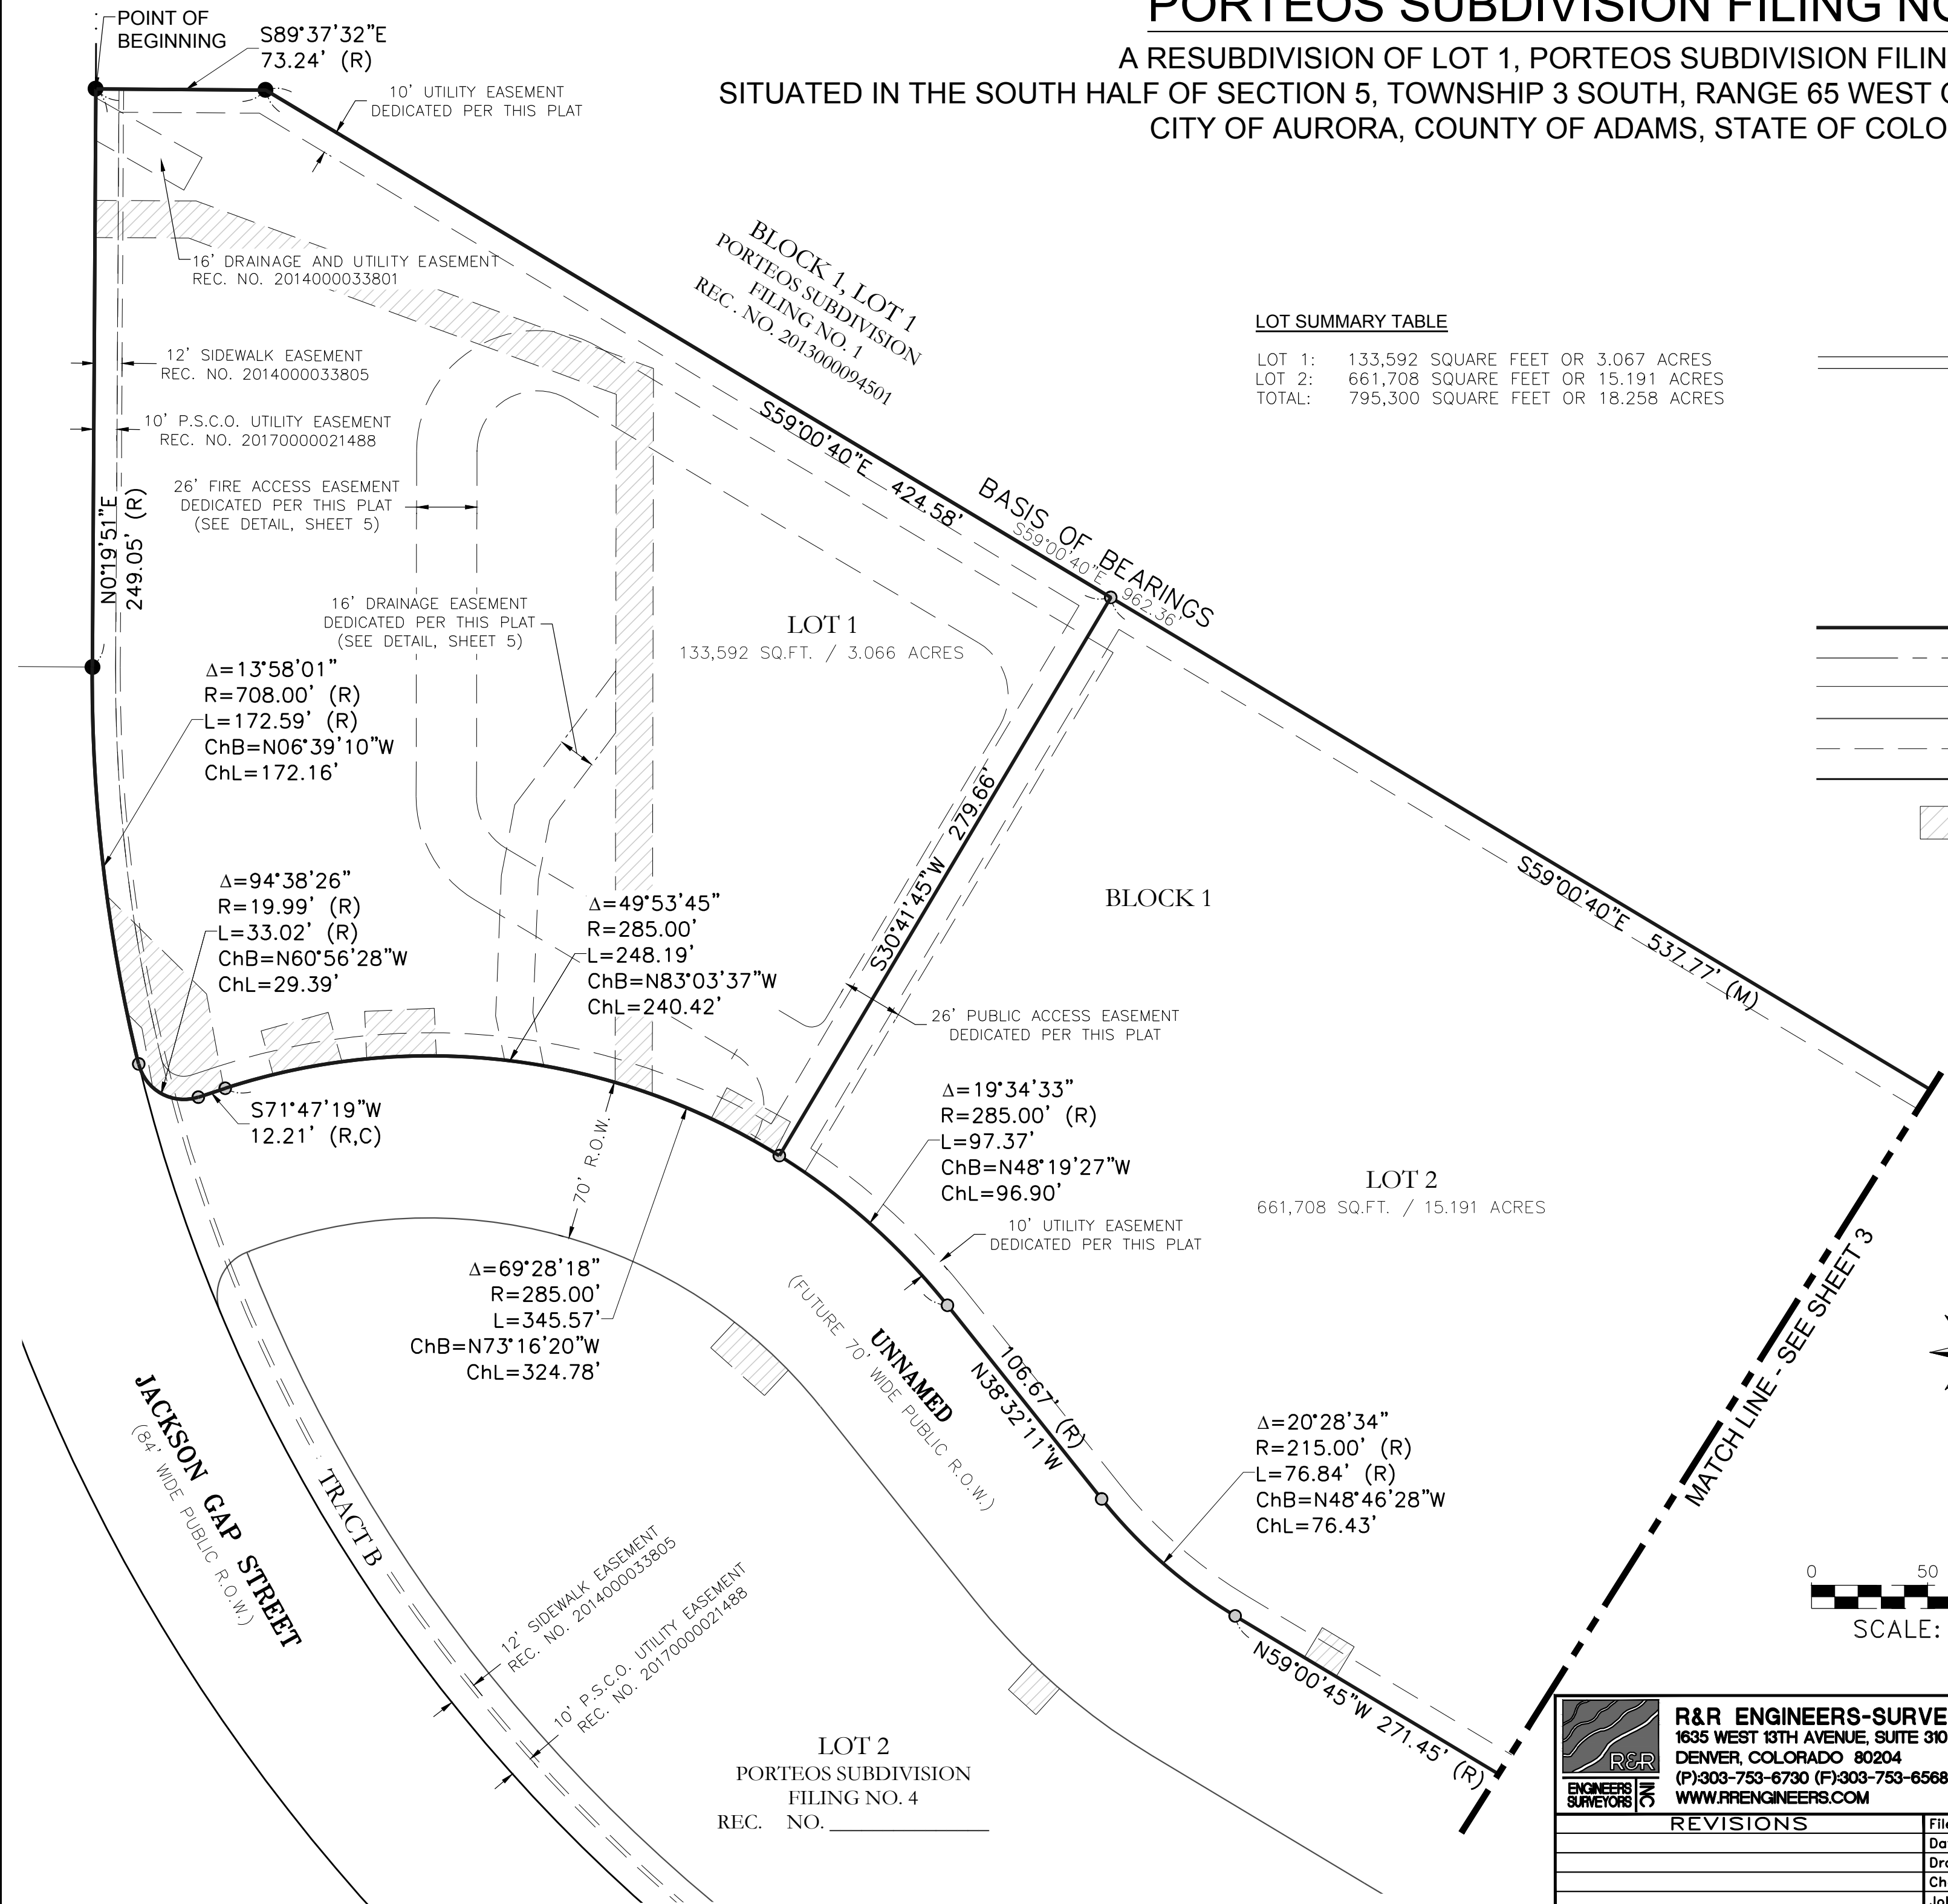 PORTEOS SUBDIVISION FILING NO
A RESUBDIVISION OF LOT 1, PORTEOS SUBDIVISION FILIN
SITUATED IN THE SOUTH HALF OF SECTION 5, TOWNSHIP 3 SOUTH, RANGE 65 WEST
CITY OF AURORA, COUNTY OF ADAMS, STATE OF COLO
POINT OF
BEGINNING
S89°37'32"E
73.24' (R)
10' UTILITY EASEMENT
DEDICATED PER THIS PLAT
16' DRAINAGE AND UTILITY EASEMENT
REC. NO. 2014000033801
BLOCK 1, LOT 1
PORTEOS SUBDIVISION
FILING NO. 1
REC . NO. 2013000094501
LOT SUMMARY TABLE
LOT 1: 133,592 SQUARE FEET OR 3.067 ACRES
LOT 2: 661,708 SQUARE FEET OR 15.191 ACRES
TOTAL: 795,300 SQUARE FEET OR 18.258 ACRES
12' SIDEWALK EASEMENT
REC. NO. 2014000033805
10' P.S.C.O. UTILITY EASEMENT
REC. NO. 20170000021488
26' FIRE ACCESS EASEMENT
DEDICATED PER THIS PLAT
(SEE DETAIL, SHEET 5)
N0°19'51"E
249.05' (R)
S59°00'40"E 424.58'
BASIS OF BEARINGS
S59°00'40"E 962.36'
16' DRAINAGE EASEMENT
DEDICATED PER THIS PLAT
(SEE DETAIL, SHEET 5)
LOT 1
133,592 SQ.FT. / 3.066 ACRES
Δ=13°58'01"
R=708.00' (R)
L=172.59' (R)
ChB=N06°39'10"W
ChL=172.16'
Δ=94°38'26"
R=19.99' (R)
L=33.02' (R)
ChB=N60°56'28"W
ChL=29.39'
Δ=49°53'45"
R=285.00'
L=248.19'
ChB=N83°03'37"W
ChL=240.42'
S30°41'45"W 279.66'
BLOCK 1
S59°00'40"E 537.77' (M)
26' PUBLIC ACCESS EASEMENT
DEDICATED PER THIS PLAT
S71°47'19"W
12.21' (R,C)
70' R.O.W.
Δ=19°34'33"
R=285.00' (R)
L=97.37'
ChB=N48°19'27"W
ChL=96.90'
10' UTILITY EASEMENT
DEDICATED PER THIS PLAT
LOT 2
661,708 SQ.FT. / 15.191 ACRES
Δ=69°28'18"
R=285.00'
L=345.57'
ChB=N73°16'20"W
ChL=324.78'
UNNAMED
(FUTURE 70' WIDE PUBLIC R.O.W.)
106.67' (R)
N38°32'11"W
MATCH LINE - SEE SHEET 3
Δ=20°28'34"
R=215.00' (R)
L=76.84' (R)
ChB=N48°46'28"W
ChL=76.43'
JACKSON GAP STREET
(84' WIDE PUBLIC R.O.W.)
TRACT B
12' SIDEWALK EASEMENT
REC. NO. 2014000033805
10' P.S.C.O. UTILITY EASEMENT
REC. NO. 20170000021488
N59°00'45"W 271.45' (R)
0 50
SCALE:
LOT 2
PORTEOS SUBDIVISION
FILING NO. 4
REC. NO.
R&R
ENGINEERS
SURVEYORS
INC
R&R ENGINEERS-SURVE
1635 WEST 13TH AVENUE, SUITE 310
DENVER, COLORADO 80204
(P):303-753-6730 (F):303-753-6568
WWW.RRENGINEERS.COM
REVISIONS
File
Da
Dr
Ch
Jo